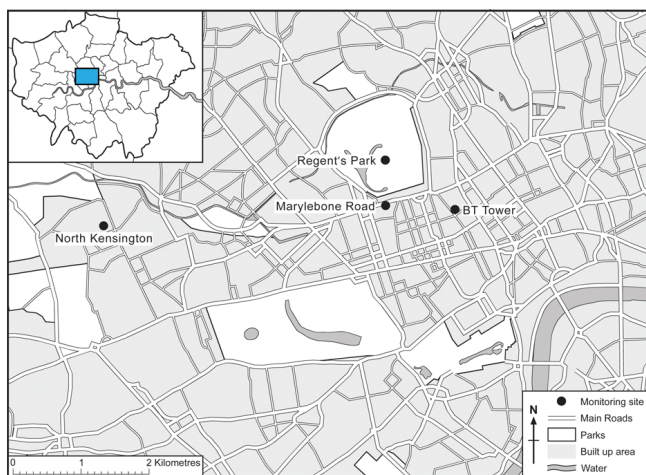 Regent's Park
Marylebone Road
BT Tower
North Kensington
N
Monitoring site
Main Roads
Parks
Built up area
Water
0 1 2 Kilometres